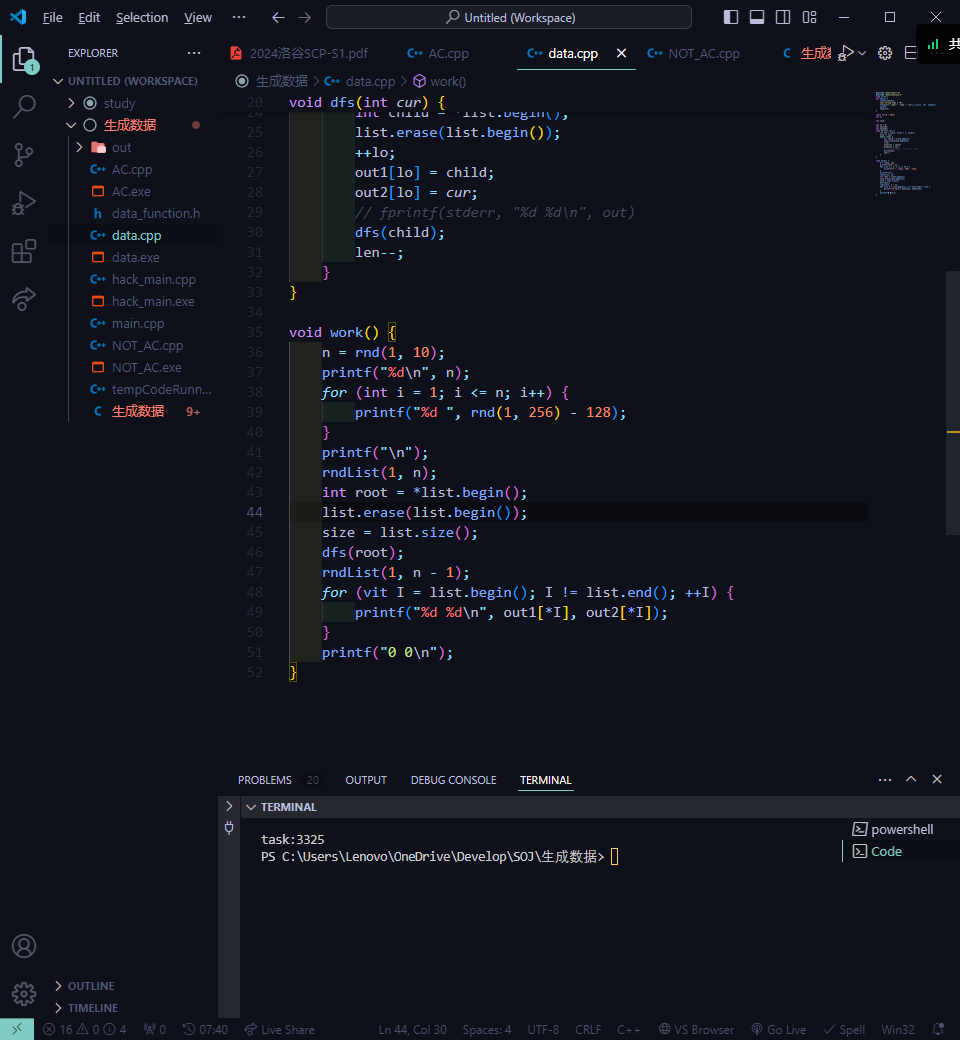 File Edit Selection View ··· Untitled (Workspace)
共
EXPLORER ···
2024洛谷SCP-S1.pdf AC.cpp data.cpp NOT_AC.cpp C 生成数
UNTITLED (WORKSPACE)
生成数据 > data.cpp > work()
study
生成数据
out
AC.cpp
AC.exe
data_function.h
data.cpp
data.exe
hack_main.cpp
hack_main.exe
main.cpp
NOT_AC.cpp
NOT_AC.exe
tempCodeRunn...
C 生成数据 9+
20 void dfs(int cur) {
24 int child = *list.begin();
25 list.erase(list.begin());
26 ++lo;
27 out1[lo] = child;
28 out2[lo] = cur;
29 // fprintf(stderr, "%d %d\n", out)
30 dfs(child);
31 len--;
32 }
33 }
34
35 void work() {
36 n = rnd(1, 10);
37 printf("%d\n", n);
38 for (int i = 1; i <= n; i++) {
39 printf("%d ", rnd(1, 256) - 128);
40 }
41 printf("\n");
42 rndList(1, n);
43 int root = *list.begin();
44 list.erase(list.begin());
45 size = list.size();
46 dfs(root);
47 rndList(1, n - 1);
48 for (vit I = list.begin(); I != list.end(); ++I) {
49 printf("%d %d\n", out1[*I], out2[*I]);
50 }
51 printf("0 0\n");
52 }
PROBLEMS 20 OUTPUT DEBUG CONSOLE TERMINAL
TERMINAL
task:3325
PS C:\Users\Lenovo\OneDrive\Develop\SOJ\生成数据>
powershell
Code
OUTLINE
TIMELINE
16 0 4 0 07:40 Live Share Ln 44, Col 30 Spaces: 4 UTF-8 CRLF C++ VS Browser Go Live Spell Win32